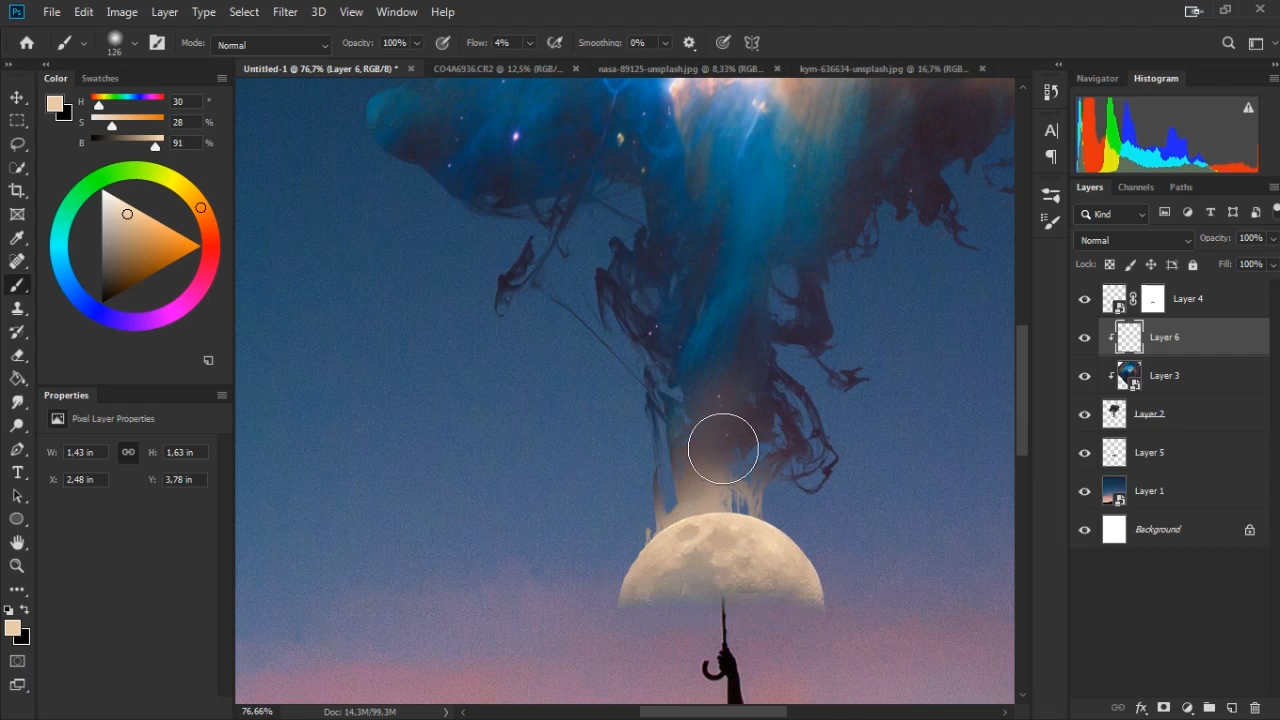 Ps File Edit Image Layer Type Select Filter 3D View Window Help
126 Mode: Normal Opacity: 100% Flow: 4% Smoothing: 0%
Untitled-1 @ 76,7% (Layer 6, RGB/8) * CO4A6936.CR2 @ 12,5% (RGB/... nasa-89125-unsplash.jpg @ 8,33% (RGB... kym-636634-unsplash.jpg @ 16,7% (RGB...
Color Swatches
H 30 °
S 28 %
B 91 %
Properties
Pixel Layer Properties
W: 1,43 in H: 1,63 in
X: 2,48 in Y: 3,78 in
Navigator Histogram
Layers Channels Paths
Kind
Normal Opacity: 100%
Lock: Fill: 100%
Layer 4
Layer 6
Layer 3
Layer 2
Layer 5
Layer 1
Background
76,66% Doc: 14,3M/99,3M